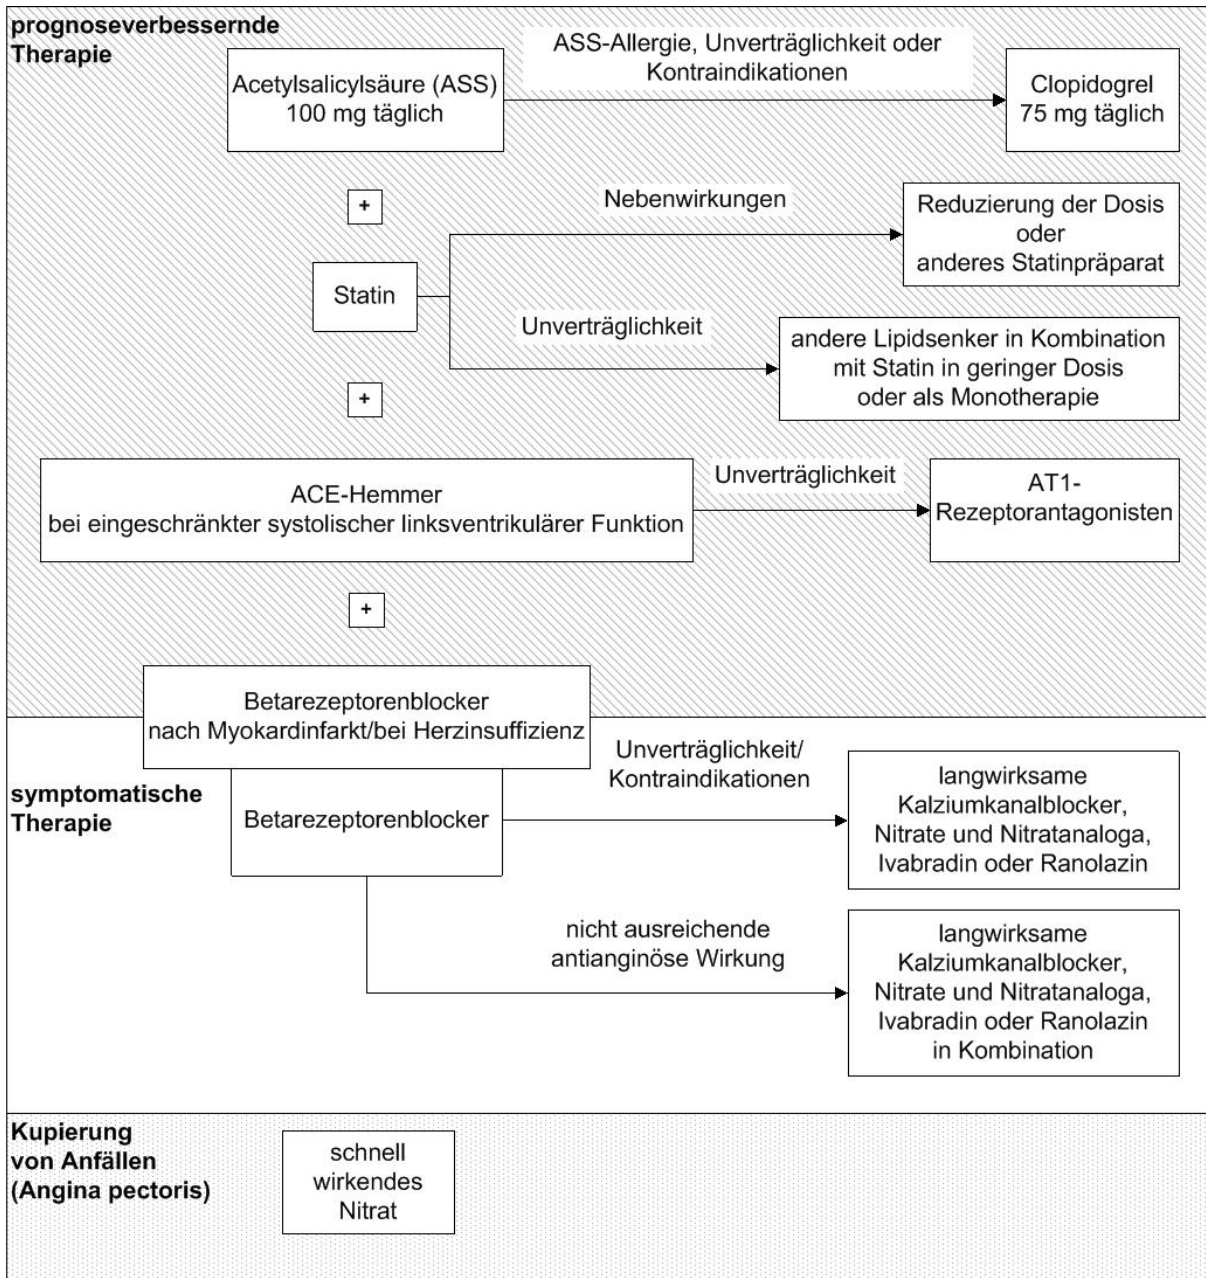 prognoseverbessernde
Therapie
ASS-Allergie, Unverträglichkeit oder
Kontraindikationen
Acetylsalicylsäure (ASS)
100 mg täglich
Clopidogrel
75 mg täglich
+
Nebenwirkungen
Reduzierung der Dosis
oder
anderes Statinpräparat
Statin
Unverträglichkeit
andere Lipidsenker in Kombination
mit Statin in geringer Dosis
oder als Monotherapie
+
ACE-Hemmer
bei eingeschränkter systolischer linksventrikulärer Funktion
Unverträglichkeit
AT1-
Rezeptorantagonisten
+
Betarezeptorenblocker
nach Myokardinfarkt/bei Herzinsuffizienz
symptomatische
Therapie
Betarezeptorenblocker
Unverträglichkeit/
Kontraindikationen
langwirksame
Kalziumkanalblocker,
Nitrate und Nitratanaloga,
Ivabradin oder Ranolazin
nicht ausreichende
antianginöse Wirkung
langwirksame
Kalziumkanalblocker,
Nitrate und Nitratanaloga,
Ivabradin oder Ranolazin
in Kombination
Kupierung
von Anfällen
(Angina pectoris)
schnell
wirkendes
Nitrat